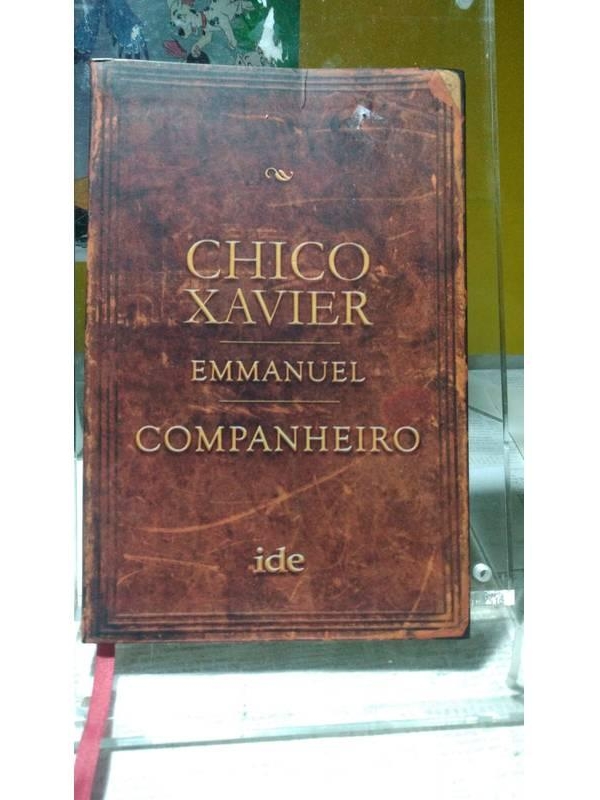 CHICO
XAVIER
EMMANUEL
COMPANHEIRO
ide